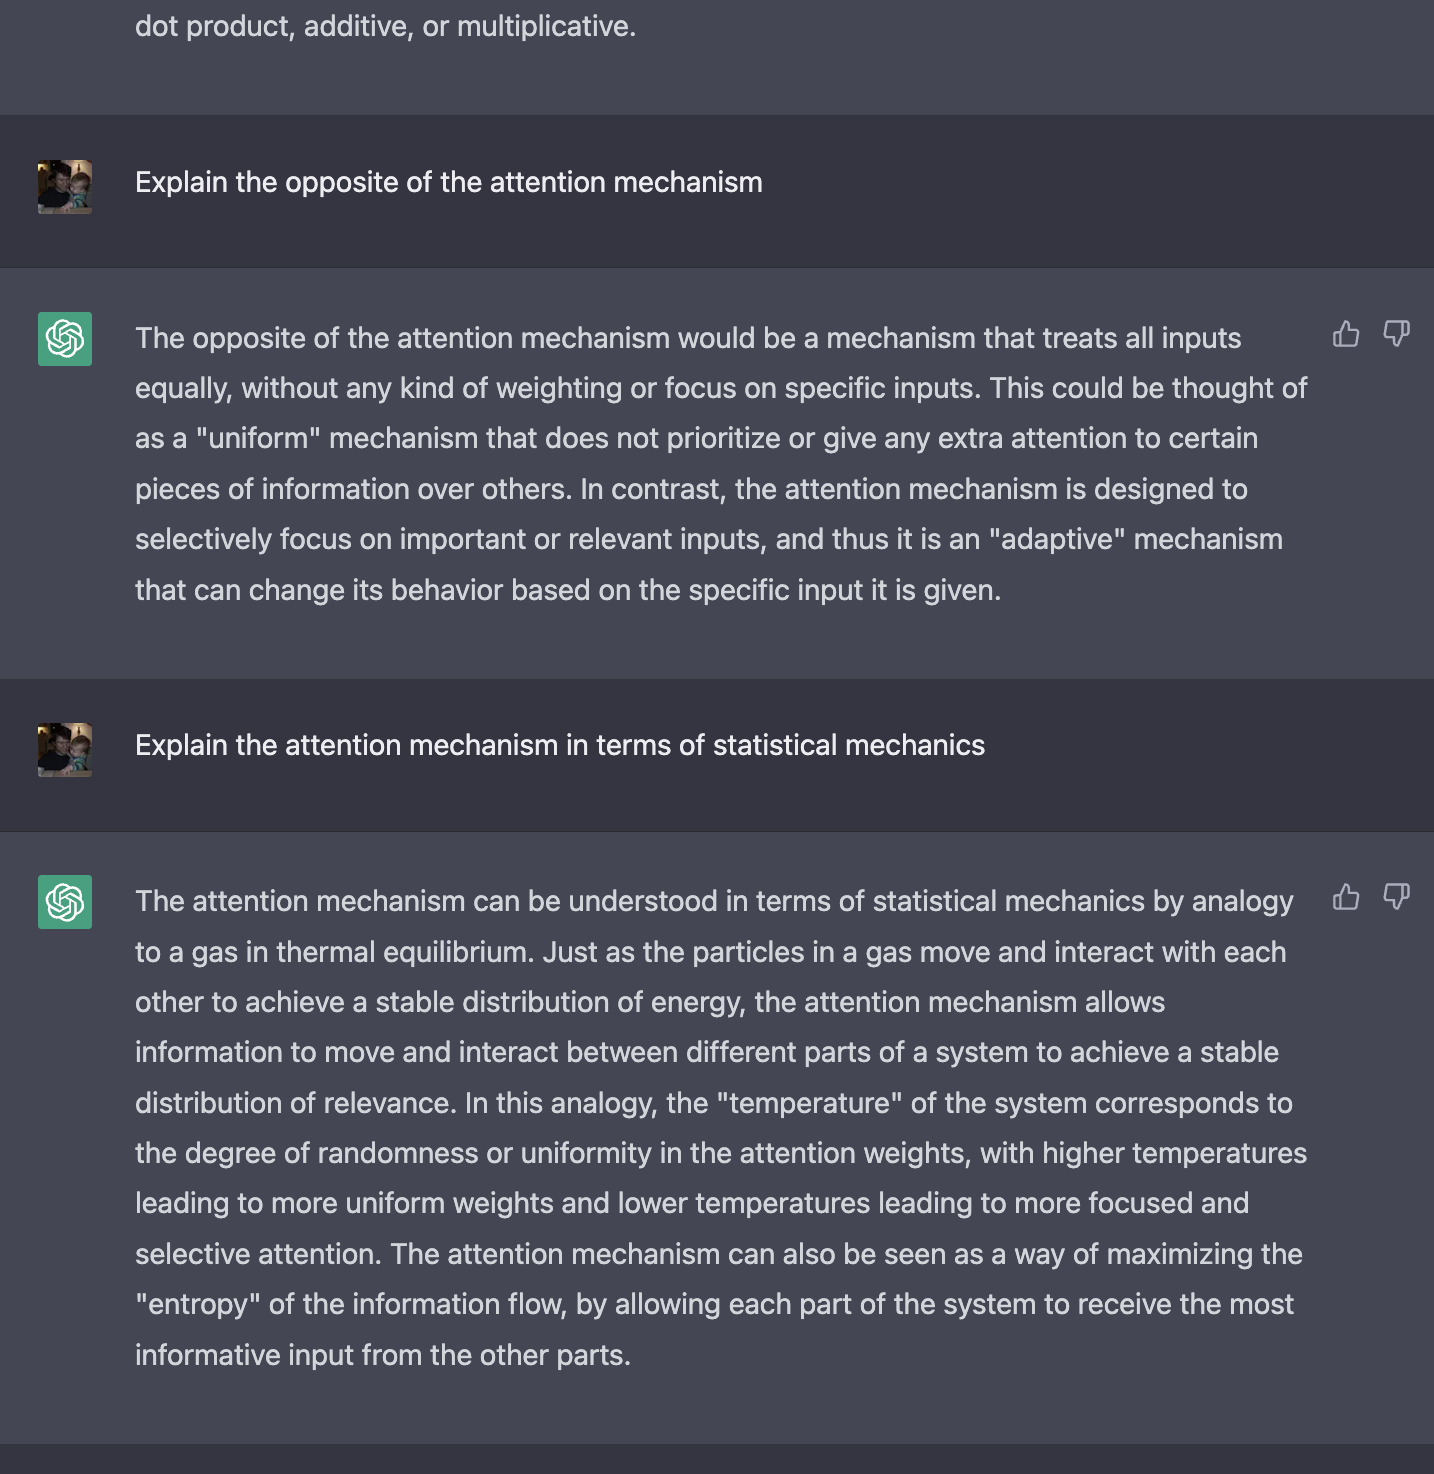 dot product, additive, or multiplicative.
Explain the opposite of the attention mechanism
The opposite of the attention mechanism would be a mechanism that treats all inputs
equally, without any kind of weighting or focus on specific inputs. This could be thought of
as a "uniform" mechanism that does not prioritize or give any extra attention to certain
pieces of information over others. In contrast, the attention mechanism is designed to
selectively focus on important or relevant inputs, and thus it is an "adaptive" mechanism
that can change its behavior based on the specific input it is given.
Explain the attention mechanism in terms of statistical mechanics
The attention mechanism can be understood in terms of statistical mechanics by analogy
to a gas in thermal equilibrium. Just as the particles in a gas move and interact with each
other to achieve a stable distribution of energy, the attention mechanism allows
information to move and interact between different parts of a system to achieve a stable
distribution of relevance. In this analogy, the "temperature" of the system corresponds to
the degree of randomness or uniformity in the attention weights, with higher temperatures
leading to more uniform weights and lower temperatures leading to more focused and
selective attention. The attention mechanism can also be seen as a way of maximizing the
"entropy" of the information flow, by allowing each part of the system to receive the most
informative input from the other parts.